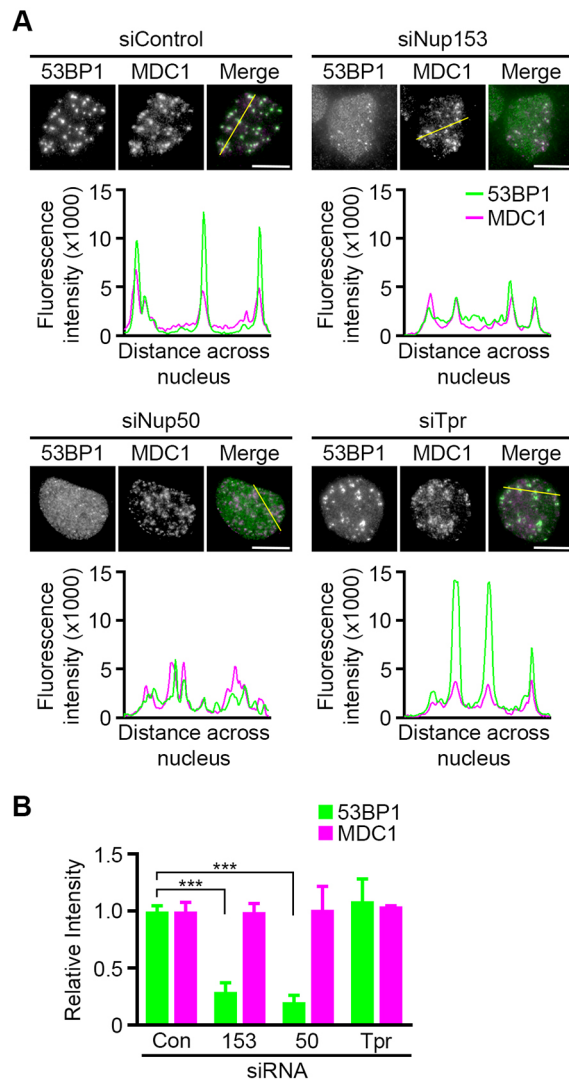 A
siControl
siNup153
53BP1 MDC1 Merge
53BP1 MDC1 Merge
Fluorescence
intensity (x1000)
15
10
5
0
Distance across
nucleus
Fluorescence
intensity (x1000)
15
10
5
0
53BP1
MDC1
Distance across
nucleus
siNup50
siTpr
53BP1 MDC1 Merge
53BP1 MDC1 Merge
Fluorescence
intensity (x1000)
15
10
5
0
Distance across
nucleus
Fluorescence
intensity (x1000)
15
10
5
0
Distance across
nucleus
B
53BP1
MDC1
Relative Intensity
1.5
1.0
0.5
0
***
***
Con 153 50 Tpr
siRNA